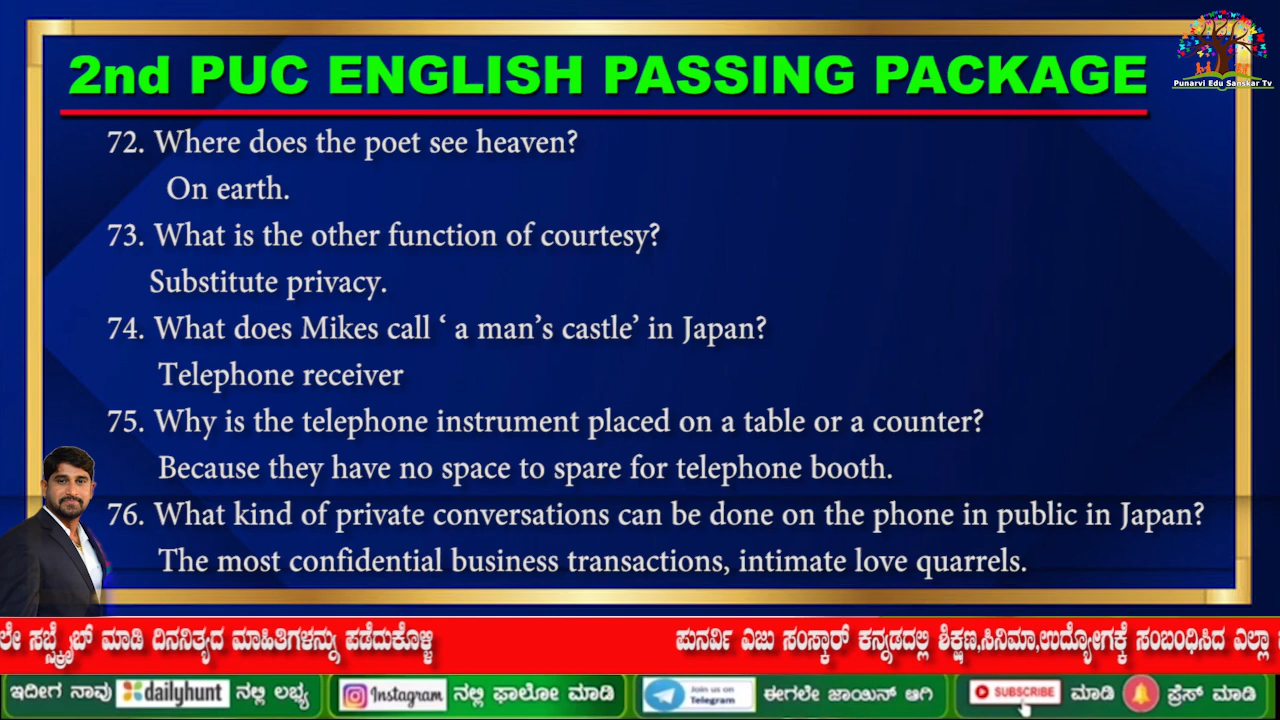 2nd PUC ENGLISH PASSING PACKAGE
Punarvi Edu Sanskar Tv
72. Where does the poet see heaven?
On earth.
73. What is the other function of courtesy?
Substitute privacy.
74. What does Mikes call ‘ a man’s castle’ in Japan?
Telephone receiver
75. Why is the telephone instrument placed on a table or a counter?
Because they have no space to spare for telephone booth.
76. What kind of private conversations can be done on the phone in public in Japan?
The most confidential business transactions, intimate love quarrels.
ಲೇ ಸಬ್ಸ್ಕ್ರೈಬ್ ಮಾಡಿ ದಿನನಿತ್ಯದ ಮಾಹಿತಿಗಳನ್ನು ಪಡೆದುಕೊಳ್ಳಿ ಪುನರ್ವಿ ಎಜು ಸಂಸ್ಕಾರ್ ಕನ್ನಡದಲ್ಲಿ ಶಿಕ್ಷಣ,ಸಿನಿಮಾ,ಉದ್ಯೋಗಕ್ಕೆ ಸಂಬಂಧಿಸಿದ ಎಲ್ಲಾ
ಇದೀಗ ನಾವು dailyhunt ನಲ್ಲಿ ಲಭ್ಯ Instagram ನಲ್ಲಿ ಫಾಲೋ ಮಾಡಿ Join us on Telegram ಈಗಲೇ ಜಾಯಿನ್ ಆಗಿ SUBSCRIBE ಮಾಡಿ ಪ್ರೆಸ್ ಮಾಡಿ